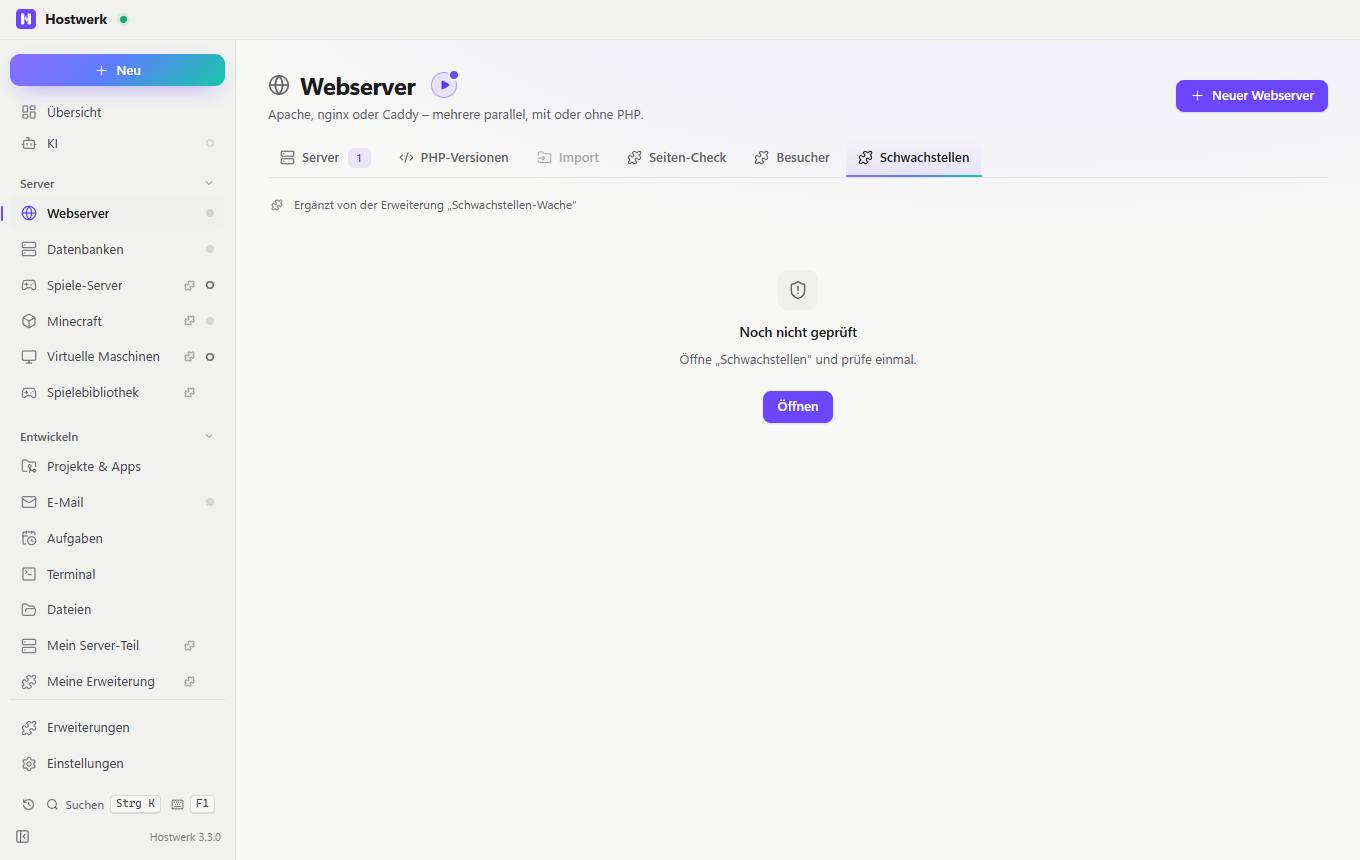 Hostwerk
Neu
Übersicht
KI
Server
Webserver
Datenbanken
Spiele-Server
Minecraft
Virtuelle Maschinen
Spielebibliothek
Entwickeln
Projekte & Apps
E-Mail
Aufgaben
Terminal
Dateien
Mein Server-Teil
Meine Erweiterung
Erweiterungen
Einstellungen
Suchen Strg K F1
Hostwerk 3.3.0
Webserver
Apache, nginx oder Caddy – mehrere parallel, mit oder ohne PHP.
Neuer Webserver
Server 1 PHP-Versionen Import Seiten-Check Besucher Schwachstellen
Ergänzt von der Erweiterung „Schwachstellen-Wache“
Noch nicht geprüft
Öffne „Schwachstellen“ und prüfe einmal.
Öffnen